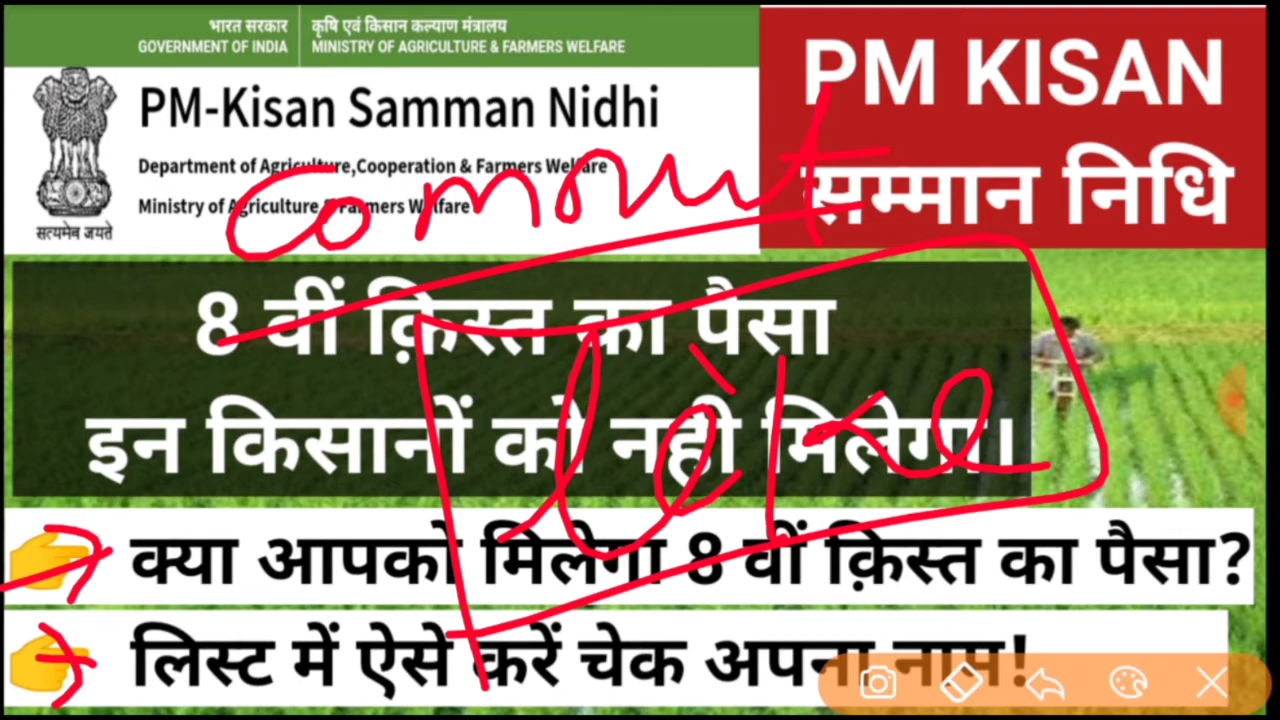 भारत सरकार
GOVERNMENT OF INDIA
कृषि एवं किसान कल्याण मंत्रालय
MINISTRY OF AGRICULTURE & FARMERS WELFARE
PM-Kisan Samman Nidhi
Department of Agriculture,Cooperation & Farmers Welfare
Ministry of Agriculture & Farmers Welfare
सत्यमेव जयते
PM KISAN
सम्मान निधि
comment
8 वीं क़िस्त का पैसा
इन किसानों को नही मिलेगा।
like
क्या आपको मिलेगा 8 वीं क़िस्त का पैसा?
लिस्ट में ऐसे करें चेक अपना नाम!